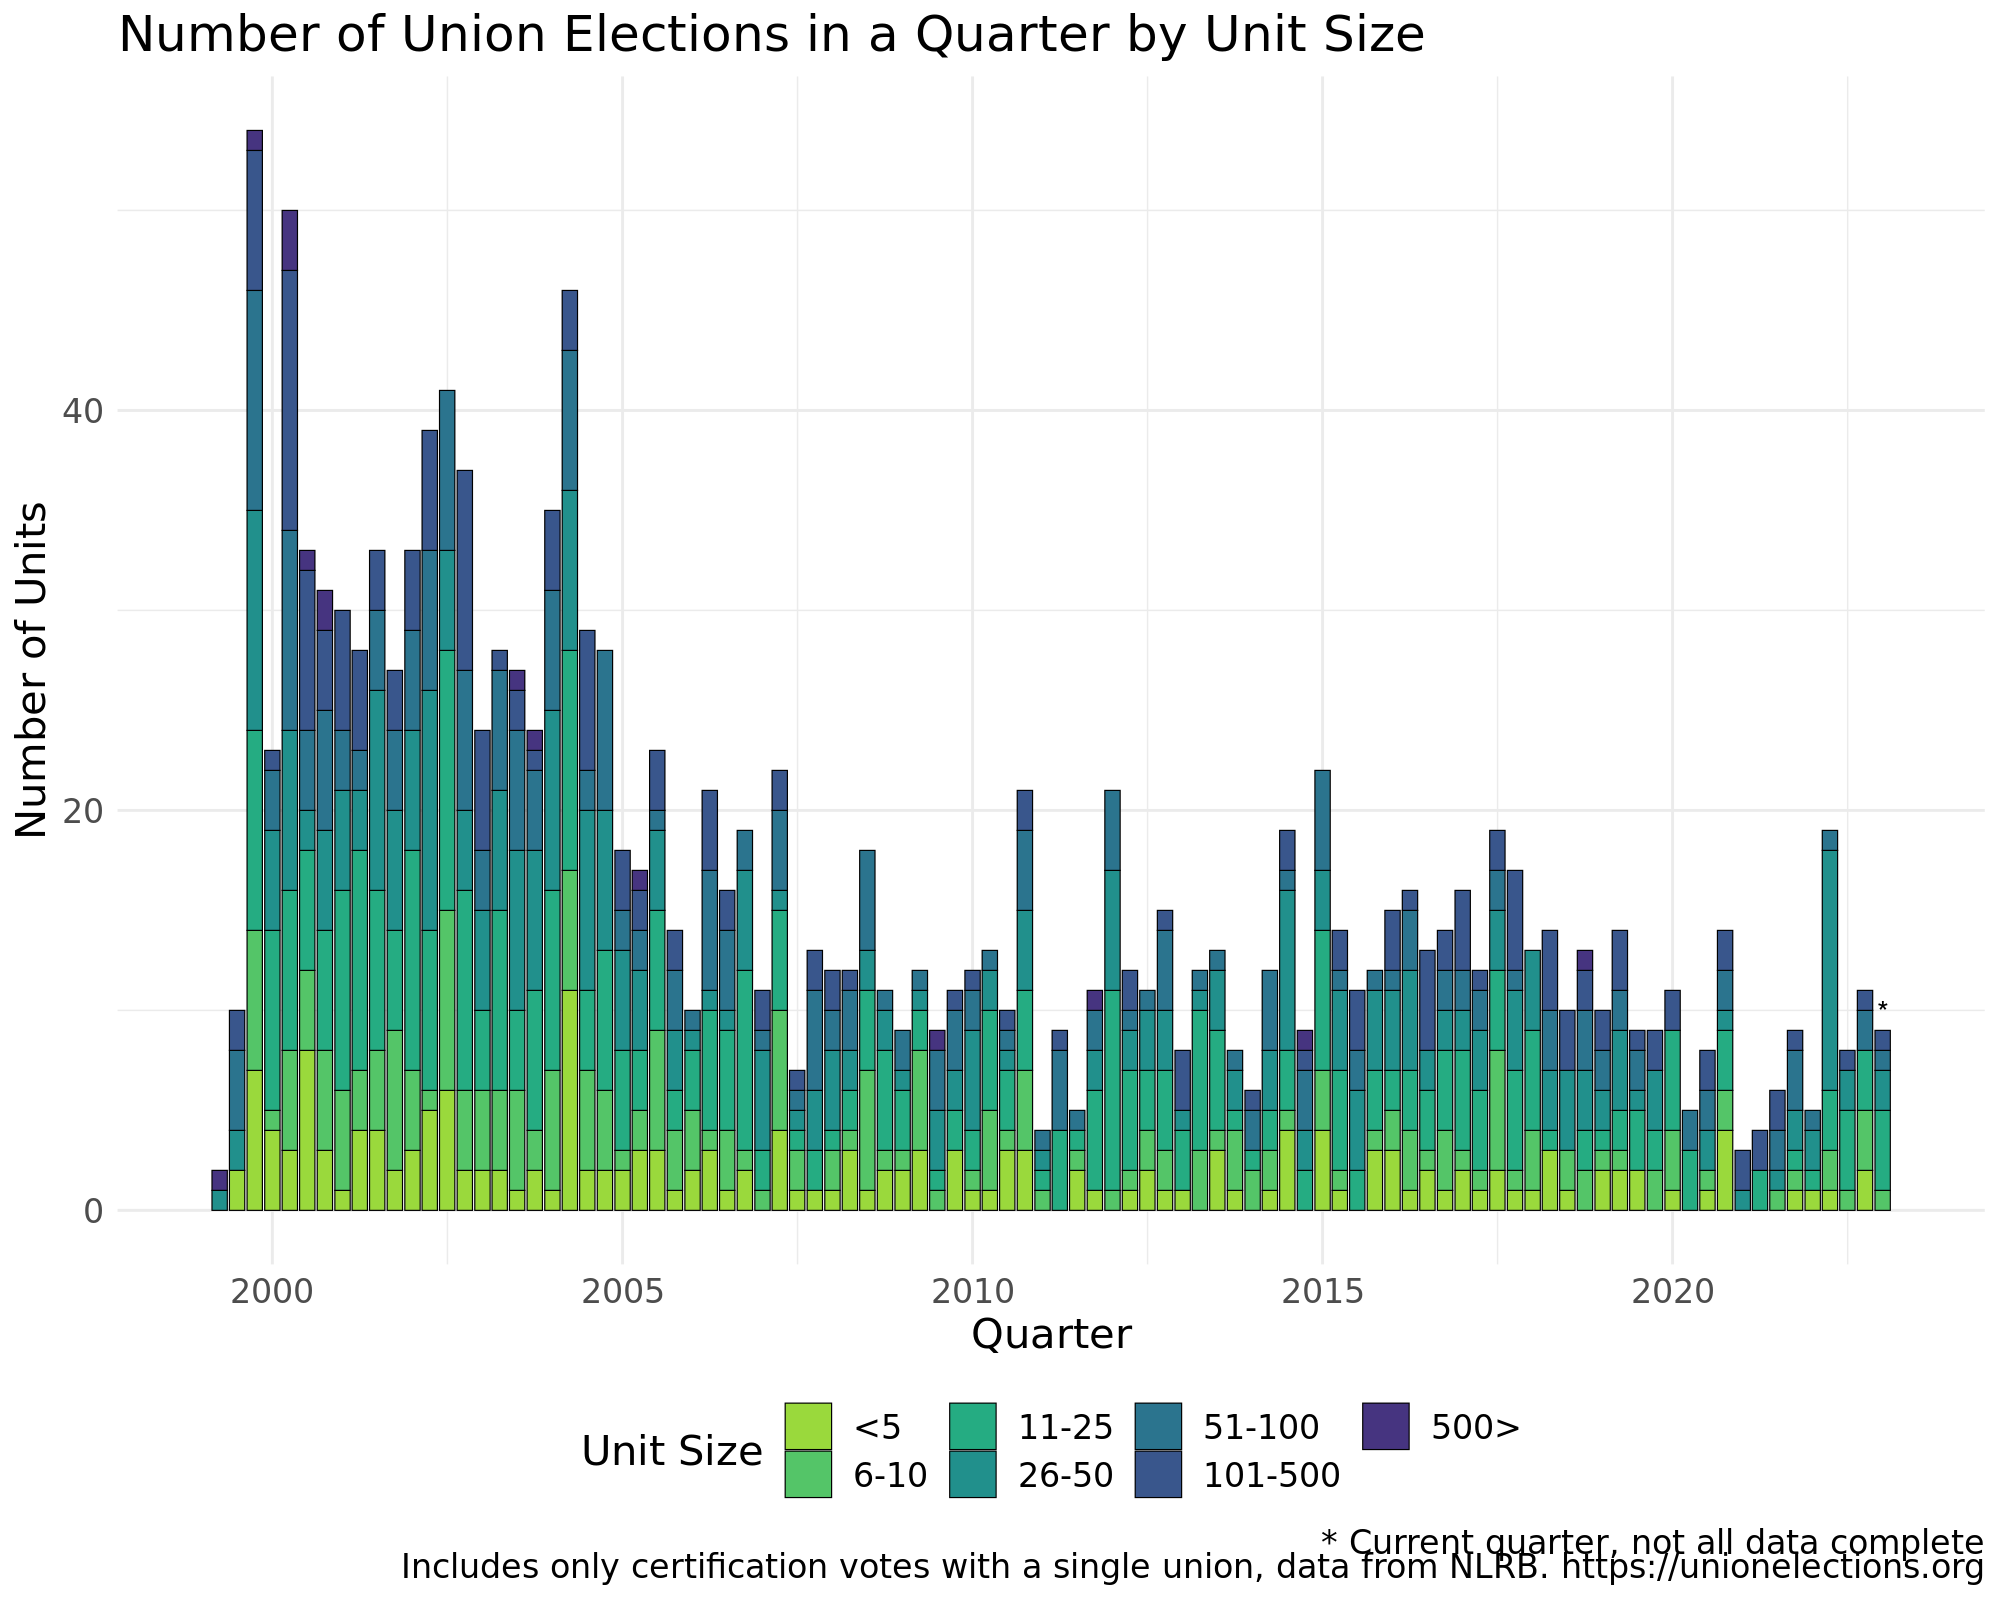 Number of Union Elections in a Quarter by Unit Size
Number of Units
40
20
0
*
2000 2005 2010 2015 2020
Quarter
Unit Size
<5 11-25 51-100 500>
6-10 26-50 101-500
* Current quarter, not all data complete
Includes only certification votes with a single union, data from NLRB. https://unionelections.org